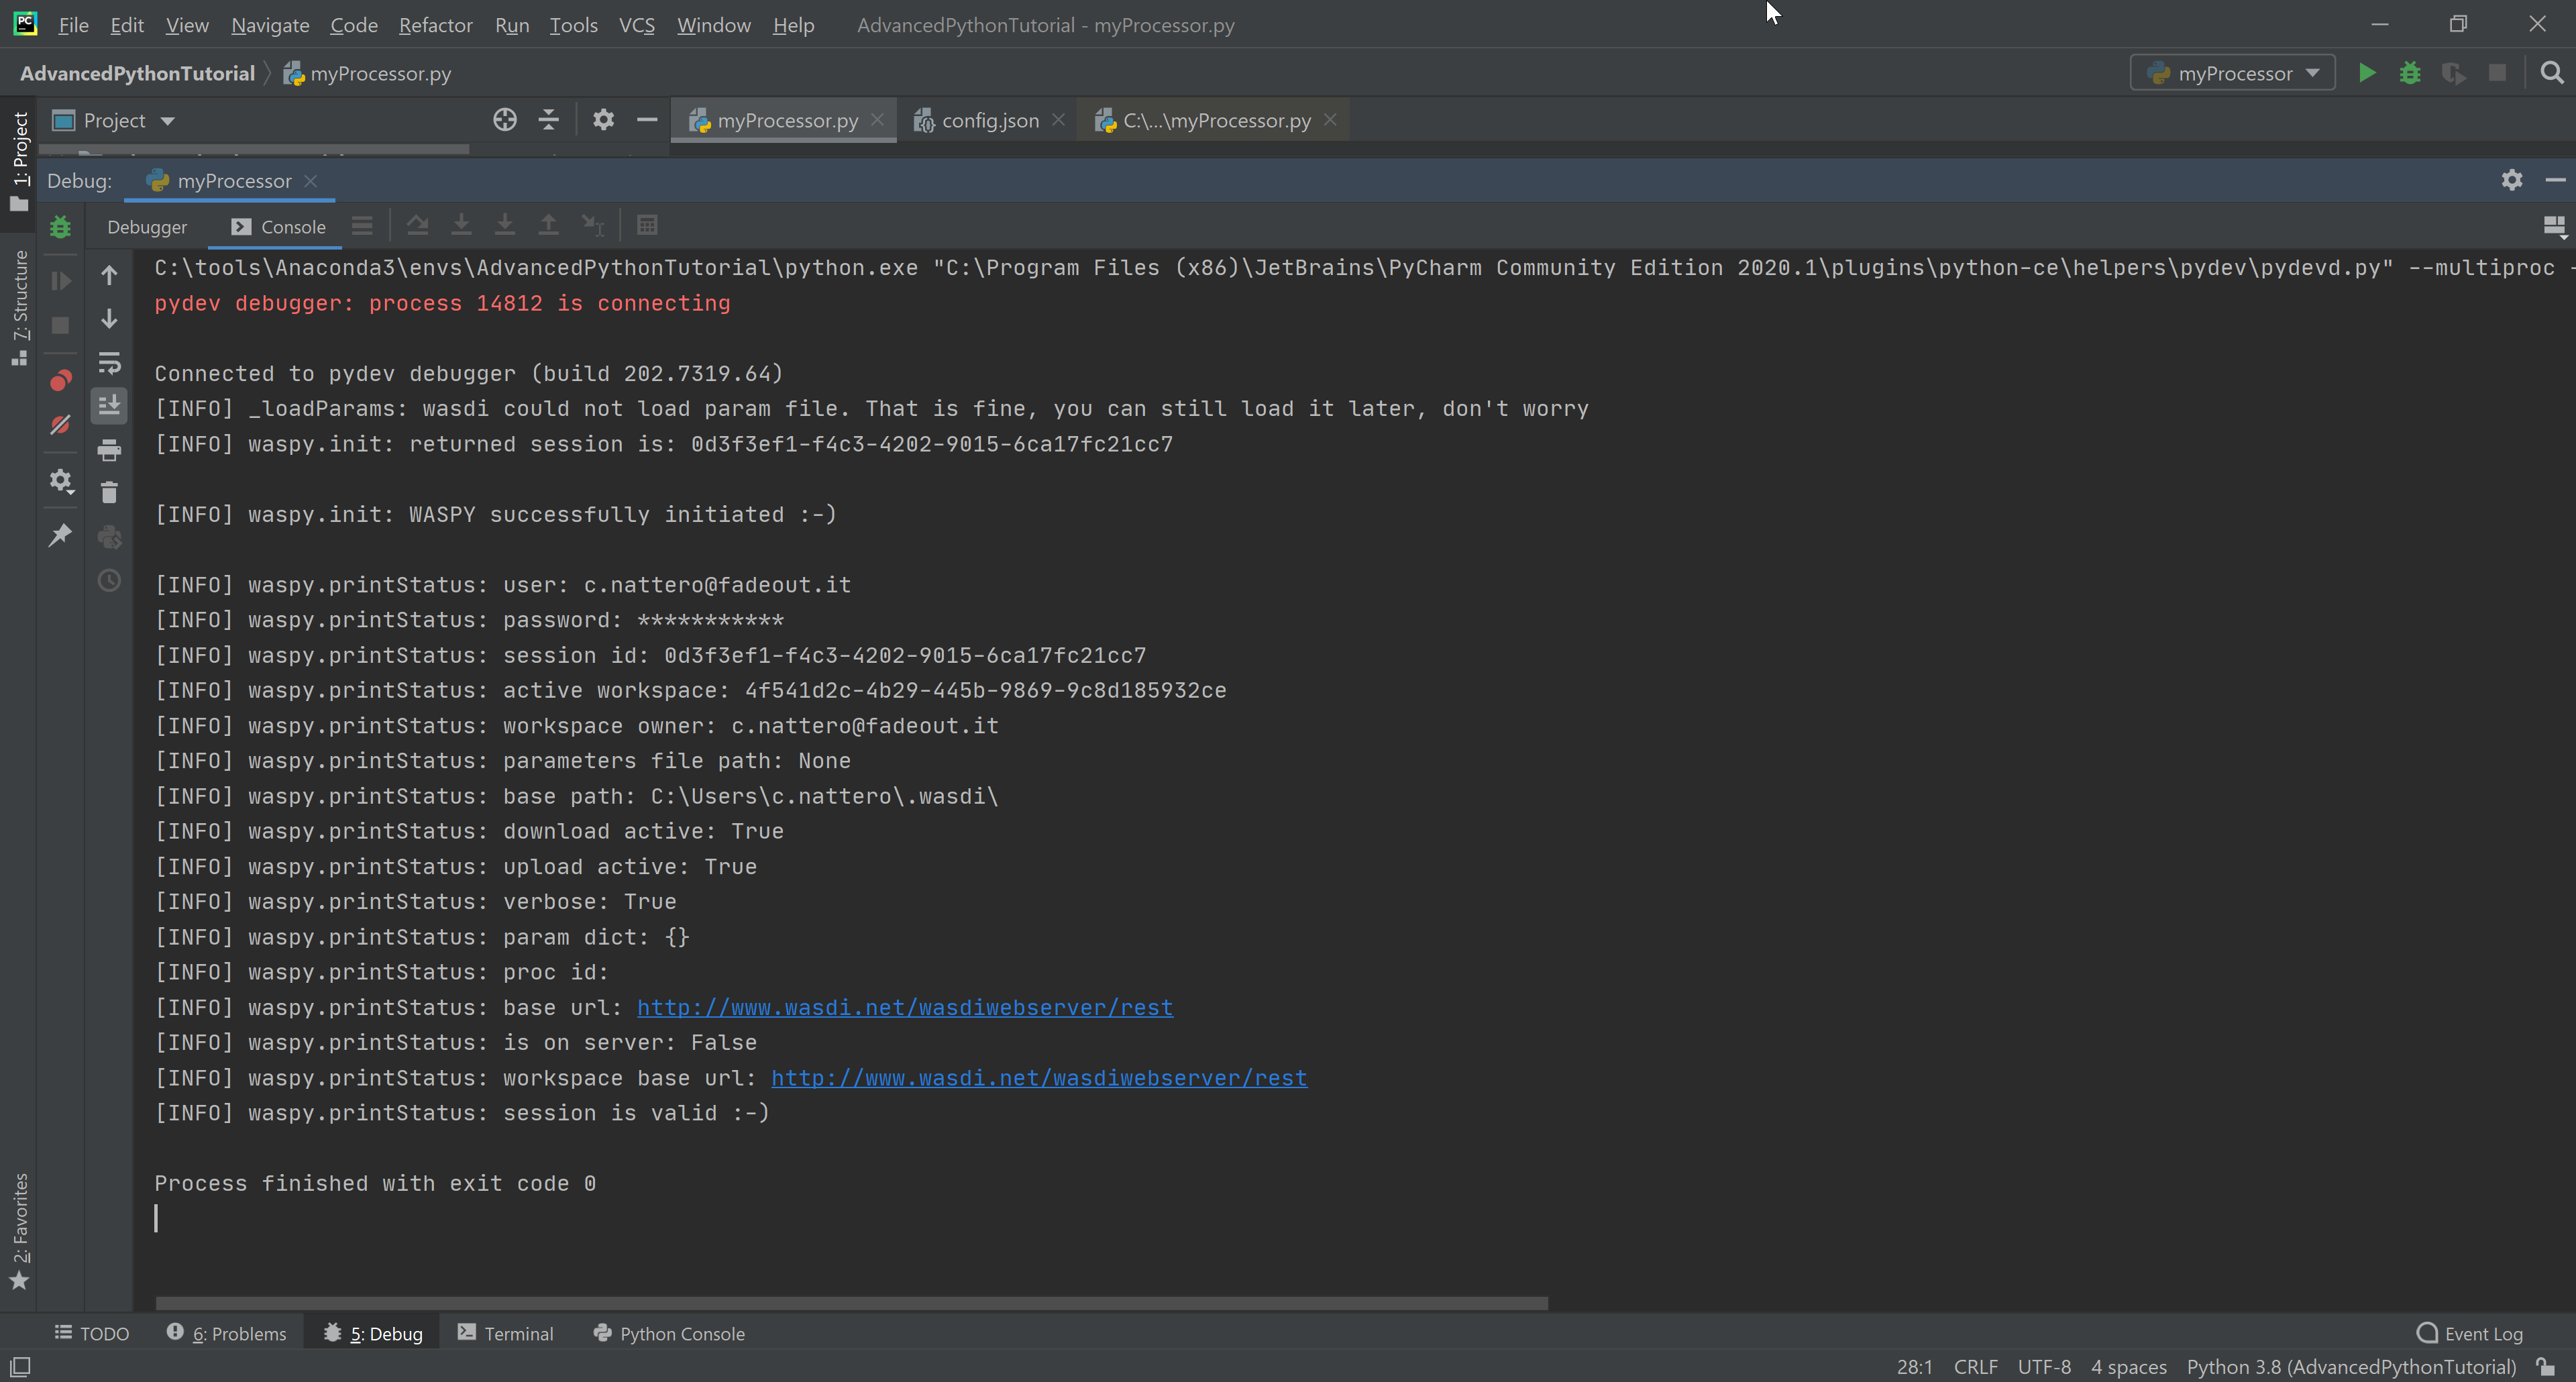 File Edit View Navigate Code Refactor Run Tools VCS Window Help AdvancedPythonTutorial - myProcessor.py
AdvancedPythonTutorial myProcessor.py myProcessor
1: Project
Project myProcessor.py config.json C:\...\myProcessor.py
Debug: myProcessor
Debugger Console
7: Structure
C:\tools\Anaconda3\envs\AdvancedPythonTutorial\python.exe "C:\Program Files (x86)\JetBrains\PyCharm Community Edition 2020.1\plugins\python-ce\helpers\pydev\pydevd.py" --multiproc -
pydev debugger: process 14812 is connecting
Connected to pydev debugger (build 202.7319.64)
[INFO] _loadParams: wasdi could not load param file. That is fine, you can still load it later, don't worry
[INFO] waspy.init: returned session is: 0d3f3ef1-f4c3-4202-9015-6ca17fc21cc7
[INFO] waspy.init: WASPY successfully initiated :-)
[INFO] waspy.printStatus: user: c.nattero@fadeout.it
[INFO] waspy.printStatus: password: ***********
[INFO] waspy.printStatus: session id: 0d3f3ef1-f4c3-4202-9015-6ca17fc21cc7
[INFO] waspy.printStatus: active workspace: 4f541d2c-4b29-445b-9869-9c8d185932ce
[INFO] waspy.printStatus: workspace owner: c.nattero@fadeout.it
[INFO] waspy.printStatus: parameters file path: None
[INFO] waspy.printStatus: base path: C:\Users\c.nattero\.wasdi\
[INFO] waspy.printStatus: download active: True
[INFO] waspy.printStatus: upload active: True
[INFO] waspy.printStatus: verbose: True
[INFO] waspy.printStatus: param dict: {}
[INFO] waspy.printStatus: proc id:
[INFO] waspy.printStatus: base url: http://www.wasdi.net/wasdiwebserver/rest
[INFO] waspy.printStatus: is on server: False
[INFO] waspy.printStatus: workspace base url: http://www.wasdi.net/wasdiwebserver/rest
[INFO] waspy.printStatus: session is valid :-)
Process finished with exit code 0
2: Favorites
TODO 6: Problems 5: Debug Terminal Python Console Event Log
28:1 CRLF UTF-8 4 spaces Python 3.8 (AdvancedPythonTutorial)